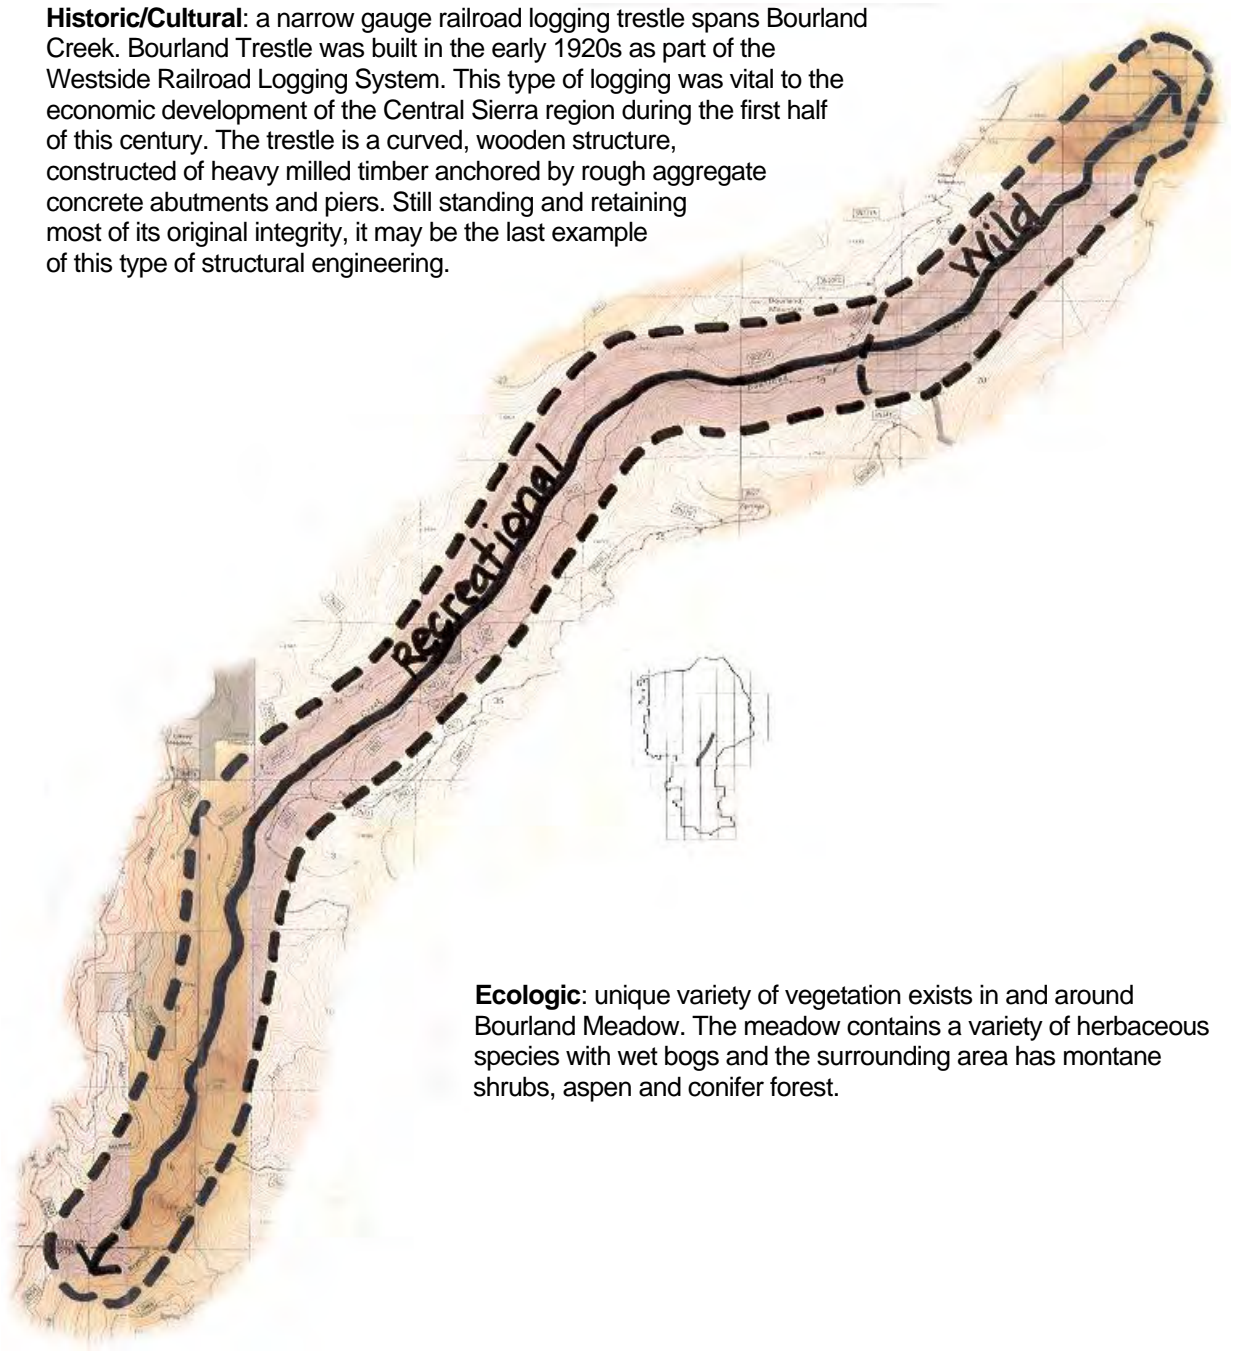 Historic/Cultural: a narrow gauge railroad logging trestle spans Bourland
Creek. Bourland Trestle was built in the early 1920s as part of the
Westside Railroad Logging System. This type of logging was vital to the
economic development of the Central Sierra region during the first half
of this century. The trestle is a curved, wooden structure,
constructed of heavy milled timber anchored by rough aggregate
concrete abutments and piers. Still standing and retaining
most of its original integrity, it may be the last example
of this type of structural engineering.
Wild
Recreational
Ecologic: unique variety of vegetation exists in and around
Bourland Meadow. The meadow contains a variety of herbaceous
species with wet bogs and the surrounding area has montane
shrubs, aspen and conifer forest.